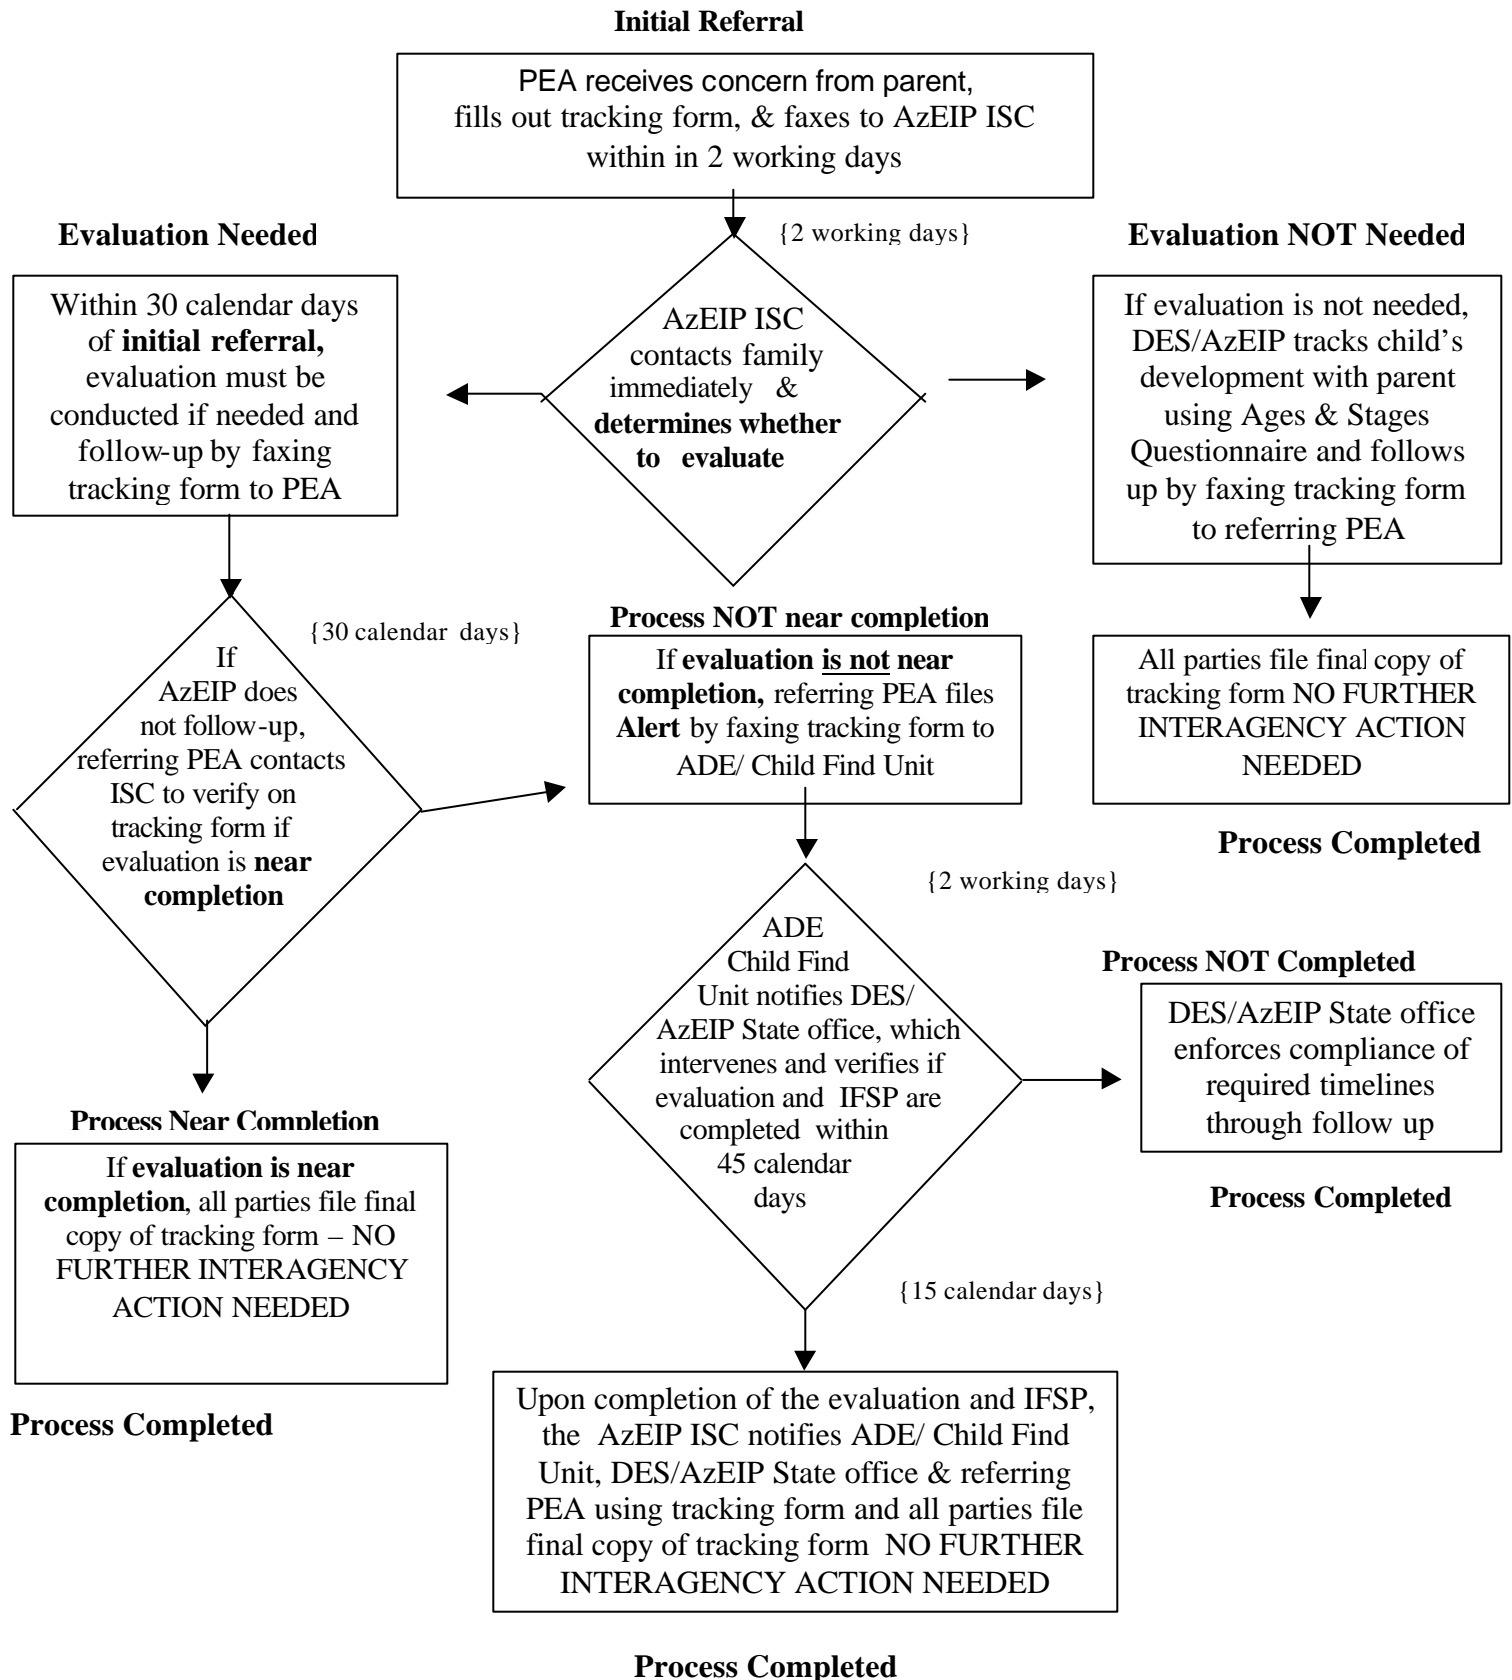 Initial Referral
PEA receives concern from parent,
fills out tracking form, & faxes to AzEIP ISC
within in 2 working days
{2 working days}
Evaluation Needed
Within 30 calendar days
of initial referral,
evaluation must be
conducted if needed and
follow-up by faxing
tracking form to PEA
AzEIP ISC
contacts family
immediately &
determines whether
to evaluate
Evaluation NOT Needed
If evaluation is not needed,
DES/AzEIP tracks child’s
development with parent
using Ages & Stages
Questionnaire and follows
up by faxing tracking form
to referring PEA
{30 calendar days}
If
AzEIP does
not follow-up,
referring PEA contacts
ISC to verify on
tracking form if
evaluation is near
completion
Process NOT near completion
If evaluation is not near
completion, referring PEA files
Alert by faxing tracking form to
ADE/ Child Find Unit
All parties file final copy of
tracking form NO FURTHER
INTERAGENCY ACTION
NEEDED
Process Completed
{2 working days}
ADE
Child Find
Unit notifies DES/
AzEIP State office, which
intervenes and verifies if
evaluation and IFSP are
completed within
45 calendar
days
Process NOT Completed
DES/AzEIP State office
enforces compliance of
required timelines
through follow up
Process Completed
Process Near Completion
If evaluation is near
completion, all parties file final
copy of tracking form – NO
FURTHER INTERAGENCY
ACTION NEEDED
Process Completed
{15 calendar days}
Upon completion of the evaluation and IFSP,
the AzEIP ISC notifies ADE/ Child Find
Unit, DES/AzEIP State office & referring
PEA using tracking form and all parties file
final copy of tracking form NO FURTHER
INTERAGENCY ACTION NEEDED
Process Completed